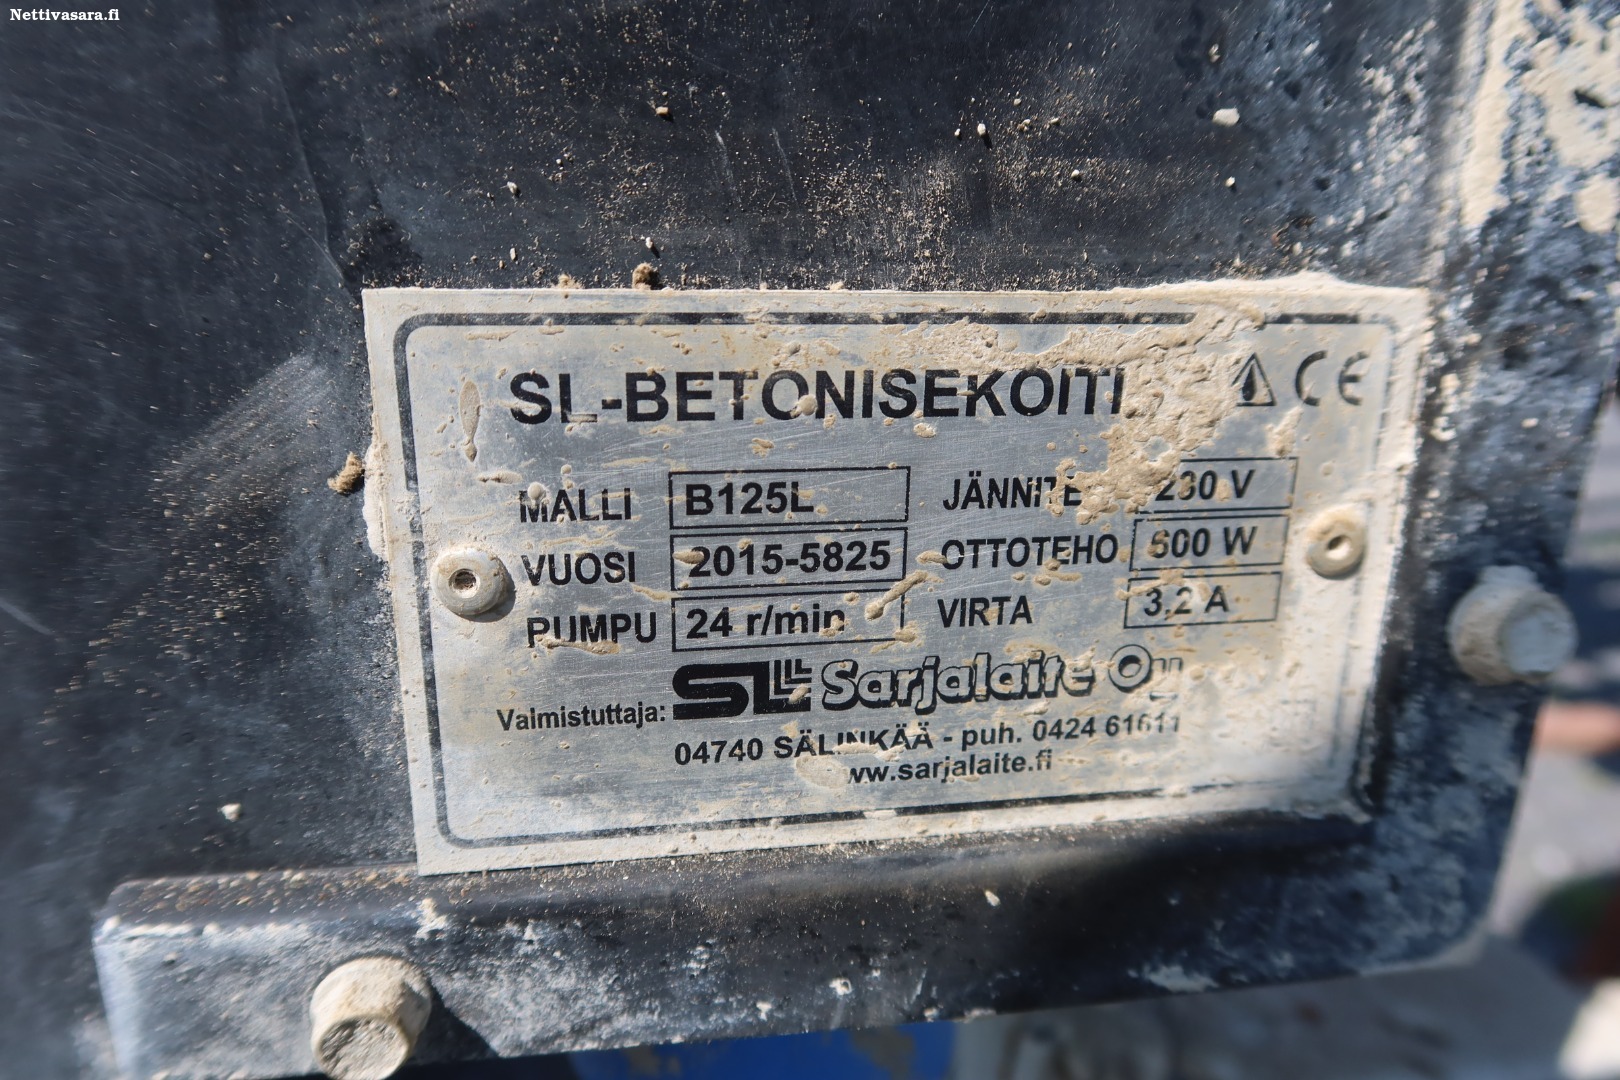 Nettivasara.fi
SL-BETONISEKOITI
CE
MALLI B125L JÄNNITE 230 V
VUOSI 2015-5825 OTTOTEHO 600 W
PUMPU 24 r/min VIRTA 3,2 A
Valmistuttaja: SL Sarjalaite Oy
04740 SÄLINKÄÄ - puh. 0424 61611
www.sarjalaite.fi